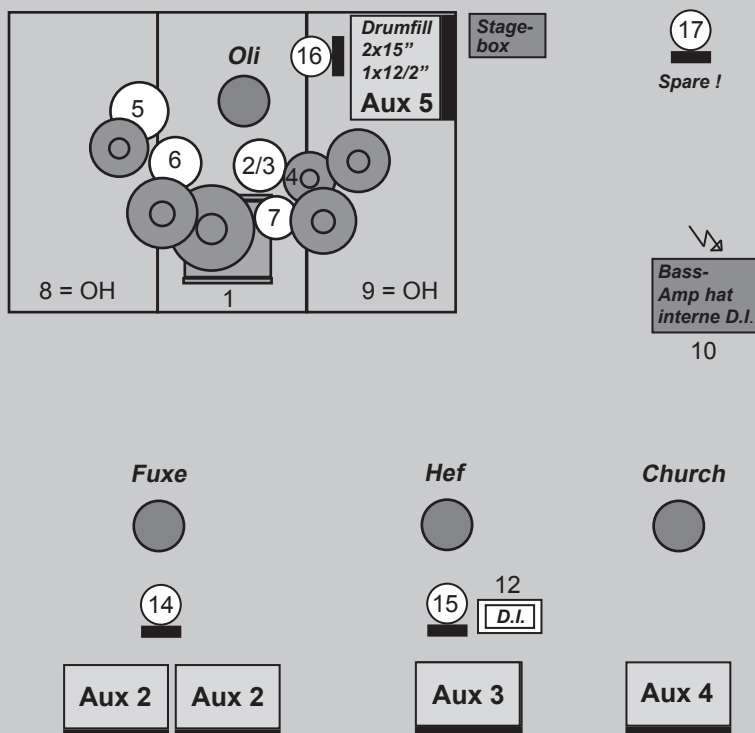 Oli
16
Drumfill
2x15”
1x12/2”
Aux 5
Stage-
box
17
Spare !
5
6
2/3
4
7
8 = OH
1
9 = OH
Bass-
Amp hat
interne D.I.
10
Fuxe
Hef
Church
14
15
12
D.I.
Aux 2
Aux 2
Aux 3
Aux 4